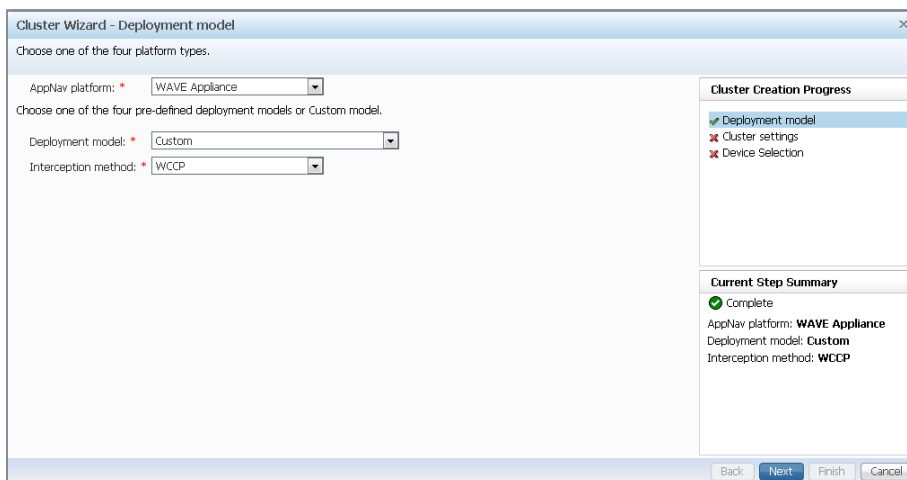 Cluster Wizard - Deployment model
Choose one of the four platform types.
AppNav platform: * WAVE Appliance
Choose one of the four pre-defined deployment models or Custom model.
Deployment model: * Custom
Interception method: * WCCP
Cluster Creation Progress
Deployment model
Cluster settings
Device Selection
Current Step Summary
Complete
AppNav platform: WAVE Appliance
Deployment model: Custom
Interception method: WCCP
Back Next Finish Cancel